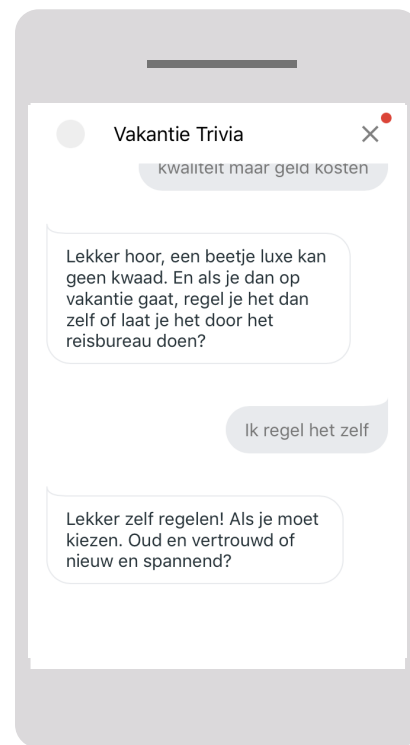 Vakantie Trivia
kwaliteit maar geld kosten
Lekker hoor, een beetje luxe kan
geen kwaad. En als je dan op
vakantie gaat, regel je het dan
zelf of laat je het door het
reisbureau doen?
Ik regel het zelf
Lekker zelf regelen! Als je moet
kiezen. Oud en vertrouwd of
nieuw en spannend?